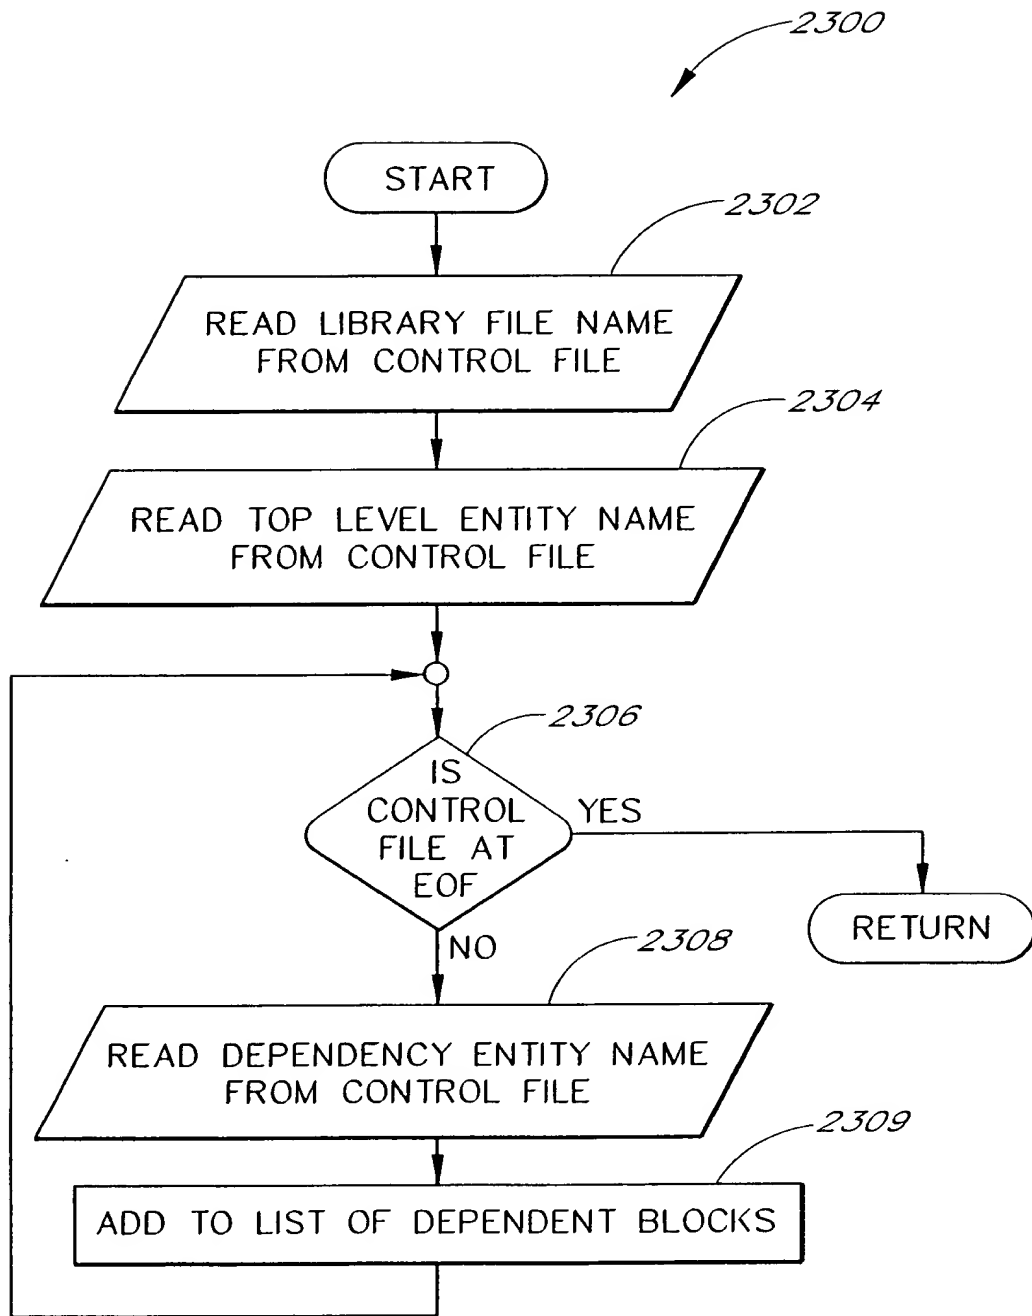 2300
START
2302
READ LIBRARY FILE NAME
FROM CONTROL FILE
2304
READ TOP LEVEL ENTITY NAME
FROM CONTROL FILE
2306
IS
CONTROL
FILE AT
EOF
YES
RETURN
NO
2308
READ DEPENDENCY ENTITY NAME
FROM CONTROL FILE
2309
ADD TO LIST OF DEPENDENT BLOCKS